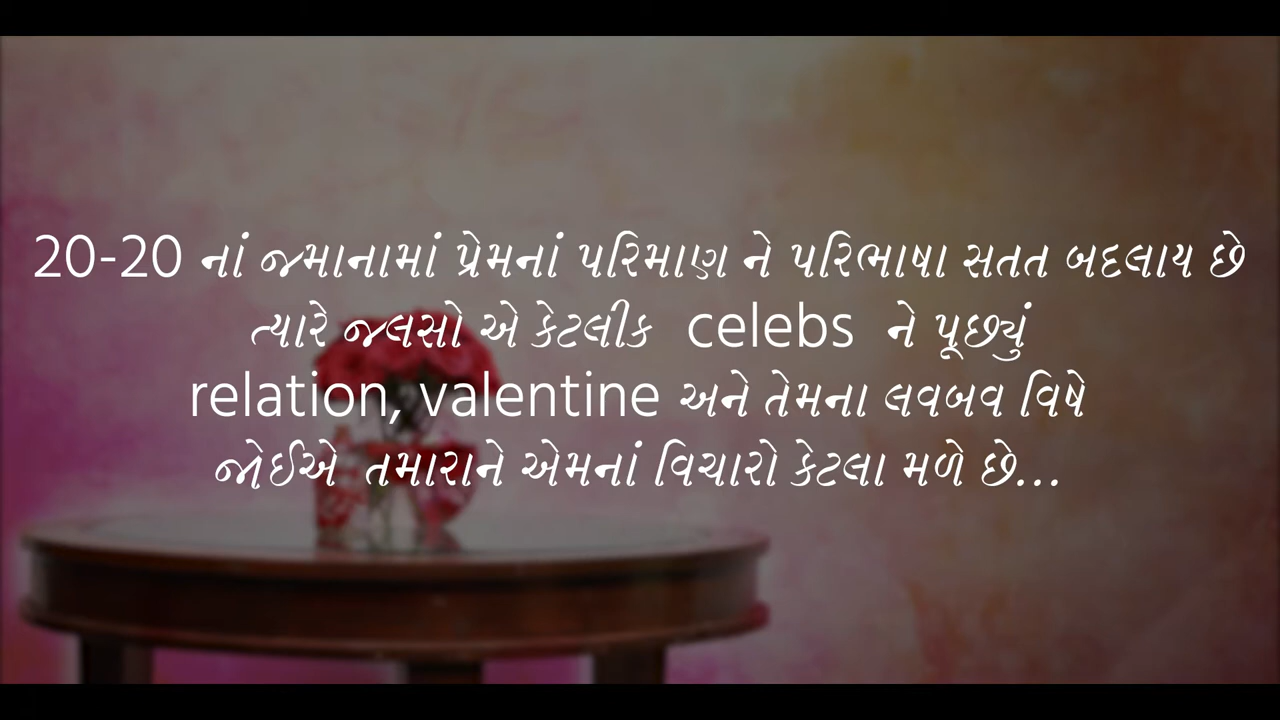 20-20 નાં જમાનામાં પ્રેમનાં પરિમાણ ને પરિભાષા સતત બદલાય છે
ત્યારે જલસો એ કેટલીક celebs ને પૂછ્યું
relation, valentine અને તેમના લવબવ વિષે
જોઈએ તમારાને એમનાં વિચારો કેટલા મળે છે...